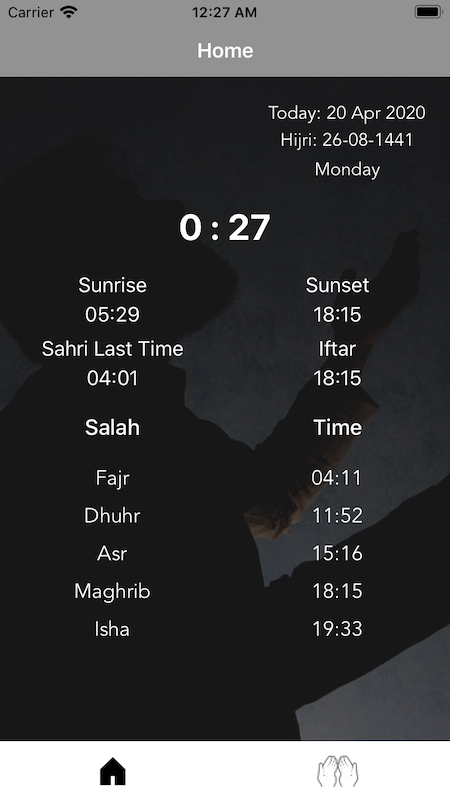 Carrier 12:27 AM
Home
Today: 20 Apr 2020
Hijri: 26-08-1441
Monday
0 : 27
Sunrise Sunset
05:29 18:15
Sahri Last Time Iftar
04:01 18:15
Salah Time
Fajr 04:11
Dhuhr 11:52
Asr 15:16
Maghrib 18:15
Isha 19:33